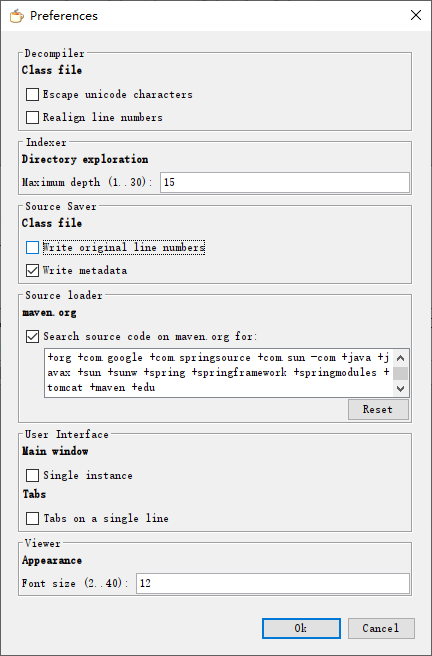 Preferences
Decompiler
Class file
Escape unicode characters
Realign line numbers
Indexer
Directory exploration
Maximum depth (1..30): 15
Source Saver
Class file
Write original line numbers
Write metadata
Source loader
maven.org
Search source code on maven.org for:
+org +com.google +com.springsource +com.sun -com +java +j
avax +sun +sunw +spring +springframework +springmodules +
tomcat +maven +edu
Reset
User Interface
Main window
Single instance
Tabs
Tabs on a single line
Viewer
Appearance
Font size (2..40): 12
Ok Cancel